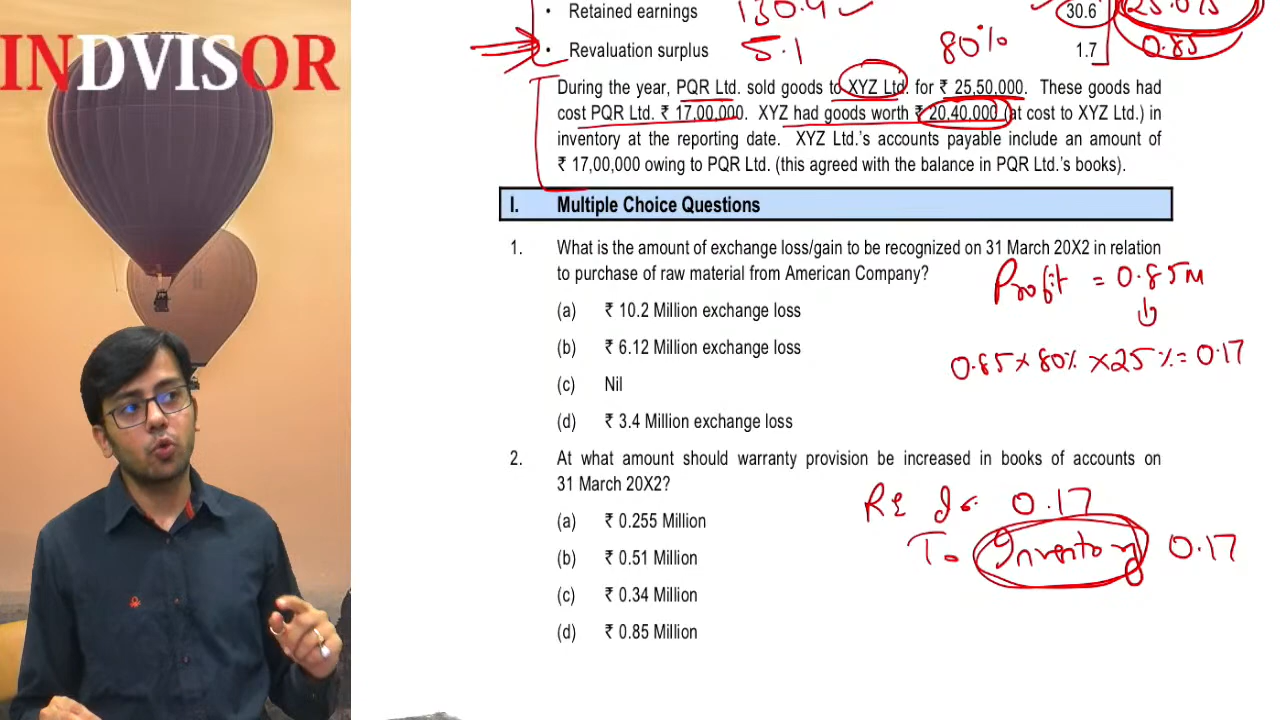 INDVISOR
• Retained earnings 130.9 30.6 25.075
• Revaluation surplus 5.1 80% 1.7 0.85
During the year, PQR Ltd. sold goods to XYZ Ltd. for ₹ 25,50,000. These goods had
cost PQR Ltd. ₹ 17,00,000. XYZ had goods worth ₹ 20,40,000 (at cost to XYZ Ltd.) in
inventory at the reporting date. XYZ Ltd.'s accounts payable include an amount of
₹ 17,00,000 owing to PQR Ltd. (this agreed with the balance in PQR Ltd.'s books).
I. Multiple Choice Questions
1. What is the amount of exchange loss/gain to be recognized on 31 March 20X2 in relation
to purchase of raw material from American Company?
Profit = 0.85M
(a) ₹ 10.2 Million exchange loss
(b) ₹ 6.12 Million exchange loss
0.85 × 80% × 25% = 0.17
(c) Nil
(d) ₹ 3.4 Million exchange loss
2. At what amount should warranty provision be increased in books of accounts on
31 March 20X2?
RE Dr. 0.17
(a) ₹ 0.255 Million
To Inventory 0.17
(b) ₹ 0.51 Million
(c) ₹ 0.34 Million
(d) ₹ 0.85 Million